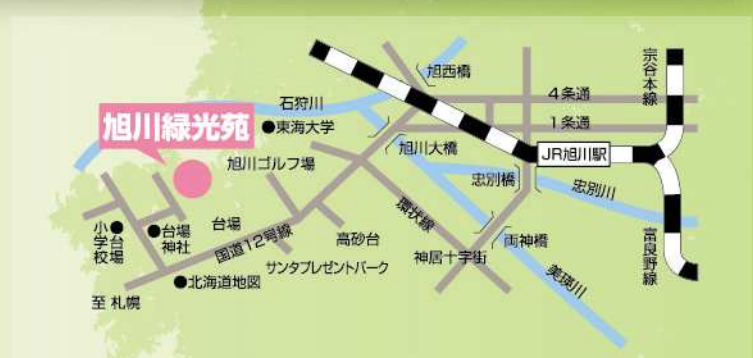 旭西橋
宗谷本線
4条通
石狩川
旭川緑光苑
●東海大学
1条通
旭川大橋
JR旭川駅
旭川ゴルフ場
忠別橋
忠別川
環状線
台場小学校
●台場神社
台場
国道12号線
高砂台
両神橋
神居十字街
富良野線
サンタプレゼントパーク
美瑛川
●北海道地図
至 札幌